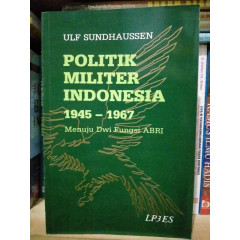 ULF SUNDHAUSSEN
POLITIK
MILITER
INDONESIA
1945 – 1967
Menuju Dwi Fungsi ABRI
LP3ES